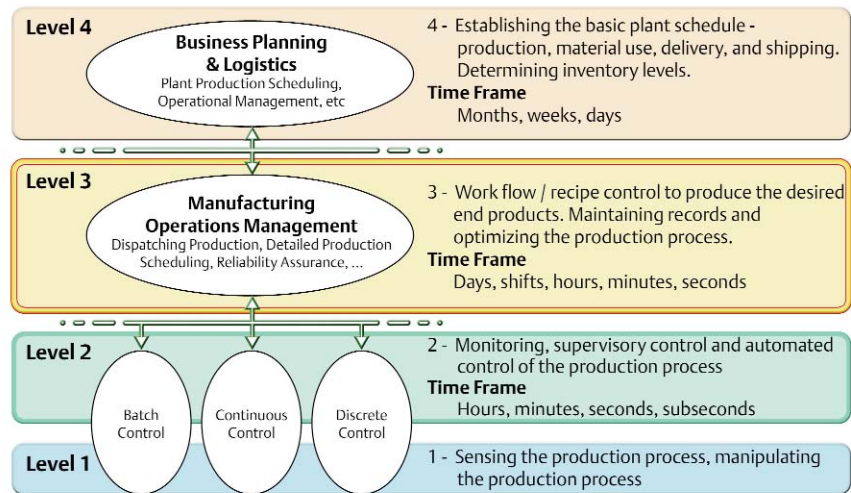 Level 4
Business Planning
& Logistics
Plant Production Scheduling,
Operational Management, etc
4 - Establishing the basic plant schedule -
production, material use, delivery, and shipping.
Determining inventory levels.
Time Frame
Months, weeks, days
Level 3
Manufacturing
Operations Management
Dispatching Production, Detailed Production
Scheduling, Reliability Assurance, ...
3 - Work flow / recipe control to produce the desired
end products. Maintaining records and
optimizing the production process.
Time Frame
Days, shifts, hours, minutes, seconds
Level 2
2 - Monitoring, supervisory control and automated
control of the production process
Time Frame
Hours, minutes, seconds, subseconds
Batch
Control
Continuous
Control
Discrete
Control
Level 1
1 - Sensing the production process, manipulating
the production process